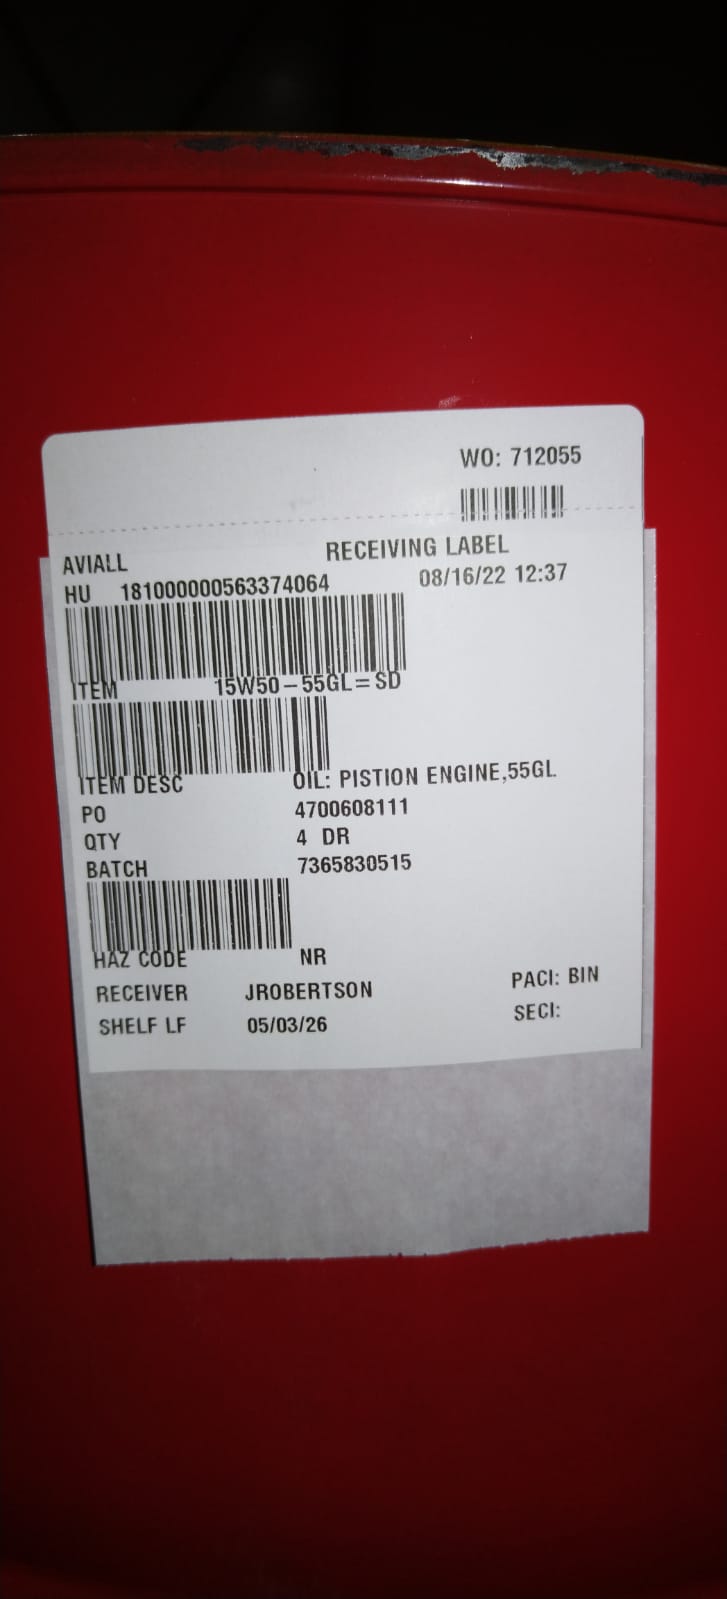 WO: 712055
AVIALL RECEIVING LABEL
HU 181000000563374064 08/16/22 12:37
ITEM 15W50-55GL=SD
ITEM DESC OIL: PISTION ENGINE,55GL
PO 4700608111
QTY 4 DR
BATCH 7365830515
HAZ CODE NR
RECEIVER JROBERTSON PACI: BIN
SHELF LF 05/03/26 SECI: